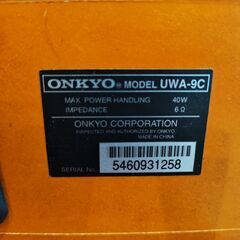 ONKYO® MODEL UWA-9C
MAX. POWER HANDLING 40W
IMPEDANCE 6 Ω
ONKYO CORPORATION
INSPECTED AND AUTHORIZED BY ONKYO
MADE IN CHINA
SERIAL No. 5460931258